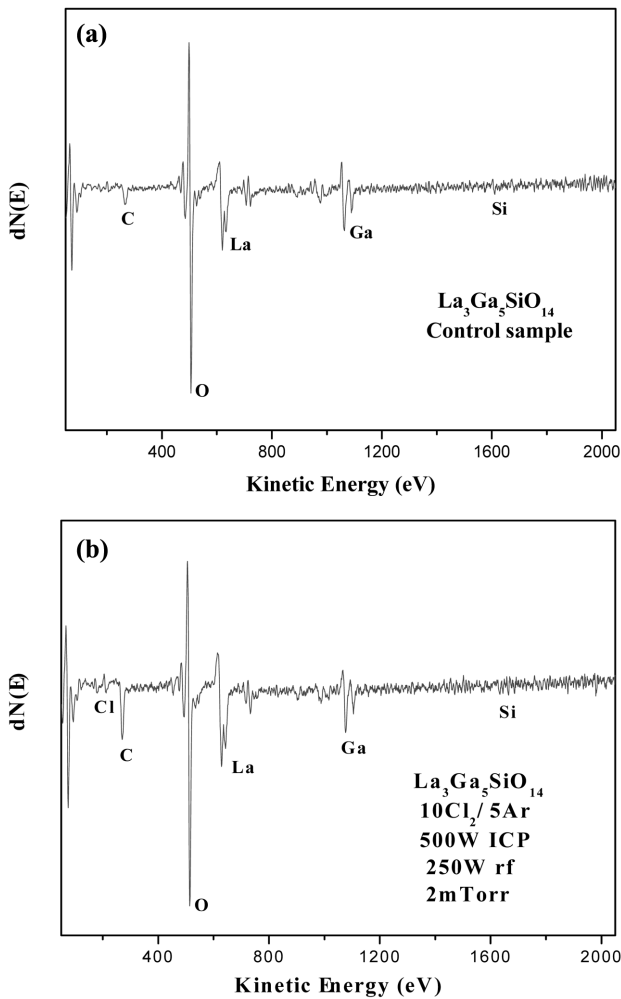 (a)
dN(E)
C
La
Ga
Si
O
La3Ga5SiO14
Control sample
400 800 1200 1600 2000
Kinetic Energy (eV)
(b)
dN(E)
Cl
C
La
Ga
Si
O
La3Ga5SiO14
10Cl2/ 5Ar
500W ICP
250W rf
2mTorr
400 800 1200 1600 2000
Kinetic Energy (eV)